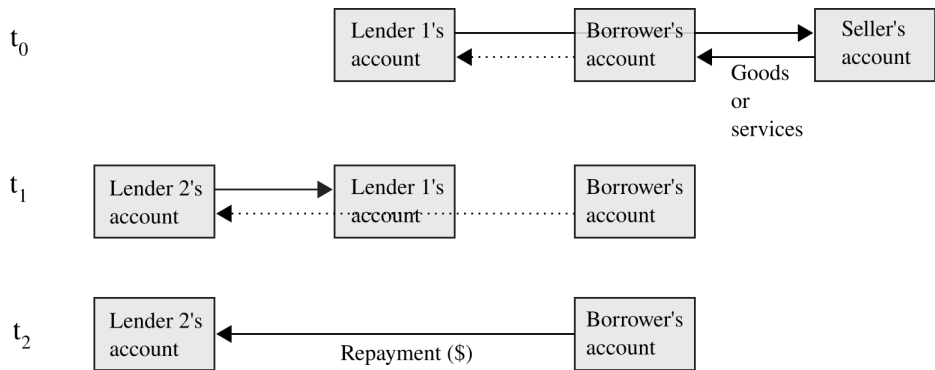 t0
Lender 1's
account
Borrower's
account
Seller's
account
Goods
or
services
t1
Lender 2's
account
Lender 1's
account
Borrower's
account
t2
Lender 2's
account
Repayment ($)
Borrower's
account